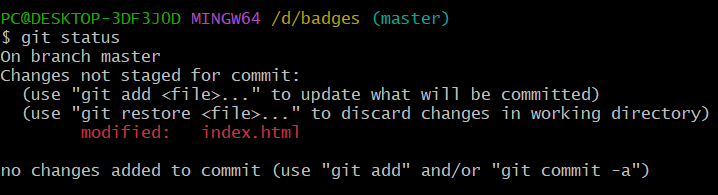 PC@DESKTOP-3DF3JOD MINGW64 /d/badges (master)
$ git status
On branch master
Changes not staged for commit:
  (use "git add <file>..." to update what will be committed)
  (use "git restore <file>..." to discard changes in working directory)
        modified:   index.html

no changes added to commit (use "git add" and/or "git commit -a")